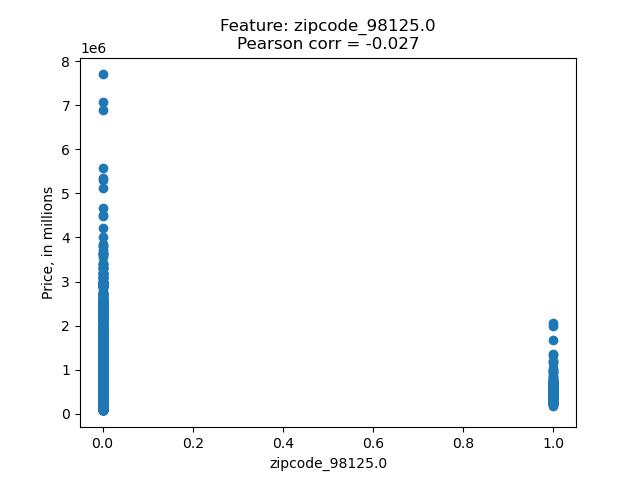 Feature: zipcode_98125.0
Pearson corr = -0.027
1e6
8
7
6
5
4
3
2
1
0
Price, in millions
0.0 0.2 0.4 0.6 0.8 1.0
zipcode_98125.0